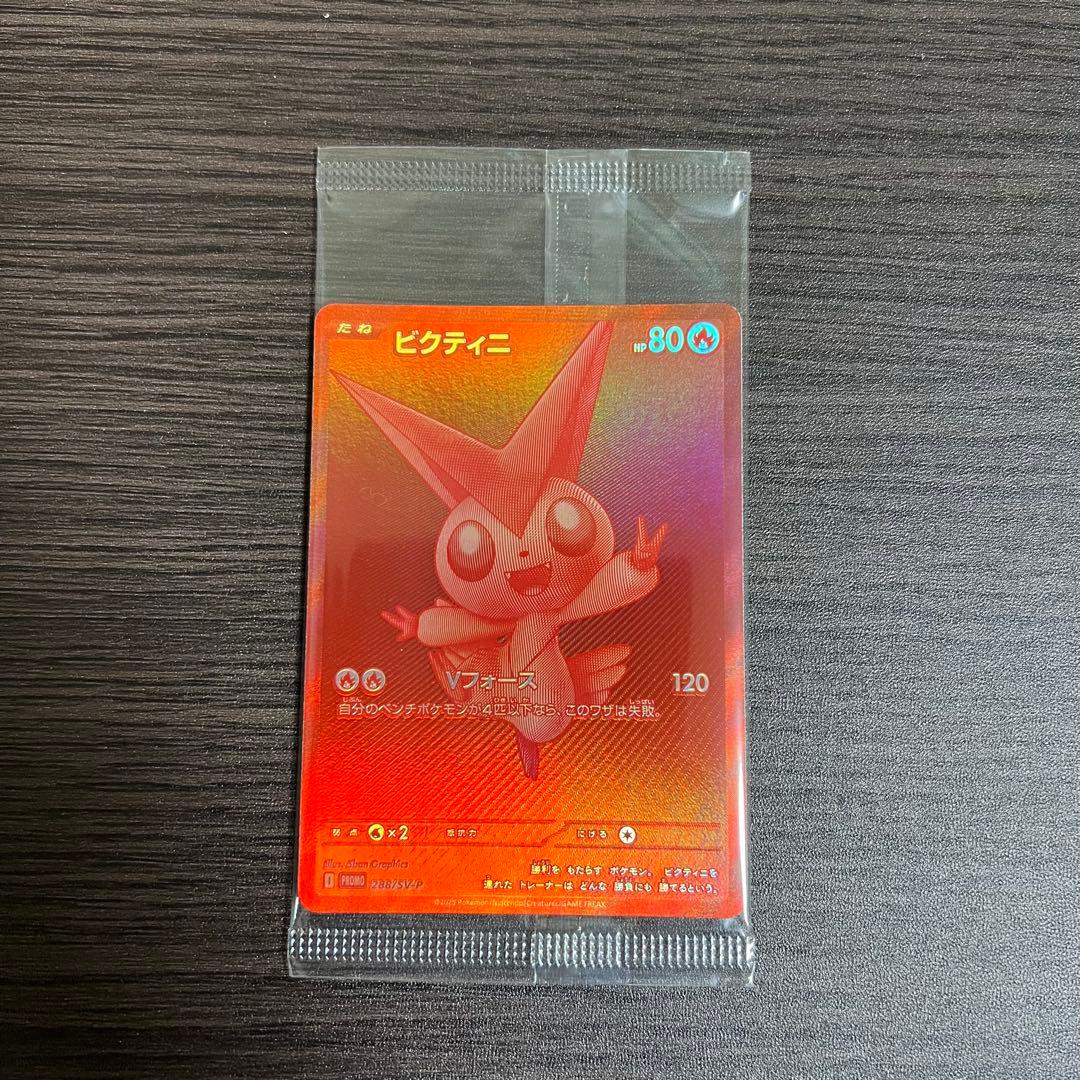 たね ビクティニ HP80
Vフォース 120
自分のベンチポケモンが4匹以下なら、このワザは失敗。
弱点 ×2 抵抗力 にげる
Illus. 5ban Graphics
勝利を もたらす ポケモン。 ビクティニを
連れた トレーナーは どんな 勝負にも 勝てるという。
I PROMO 288/SV-P
©2025 Pokémon/Nintendo/Creatures/GAME FREAK.